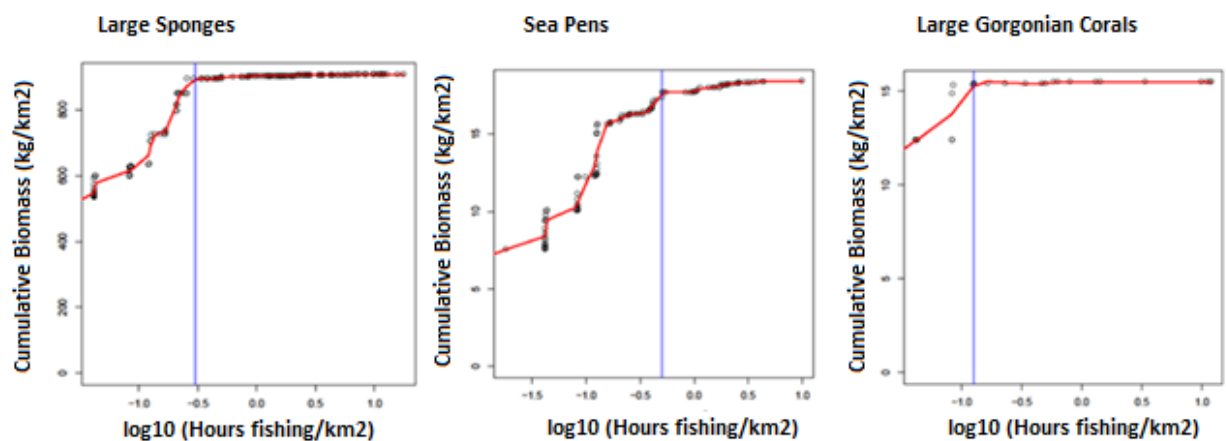 Large Sponges
Sea Pens
Large Gorgonian Corals
Cumulative Biomass (kg/km2)
800
600
400
200
0
-1.0 -0.5 0.0 0.5 1.0
log10 (Hours fishing/km2)
Cumulative Biomass (kg/km2)
15
10
5
0
-1.5 -1.0 -0.5 0.0 0.5 1.0
log10 (Hours fishing/km2)
Cumulative Biomass (kg/km2)
15
10
5
0
-1.0 -0.5 0.0 0.5 1.0
log10 (Hours fishing/km2)